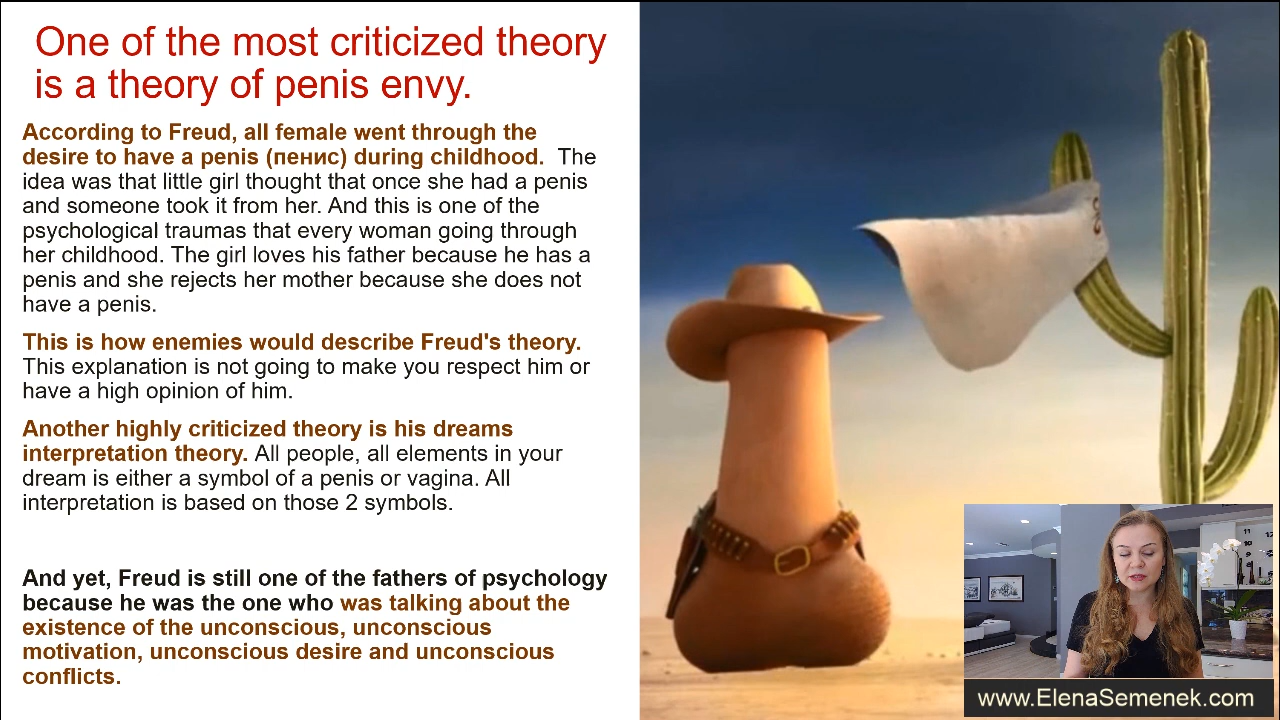 One of the most criticized theory
is a theory of penis envy.
According to Freud, all female went through the
desire to have a penis (пенис) during childhood. The
idea was that little girl thought that once she had a penis
and someone took it from her. And this is one of the
psychological traumas that every woman going through
her childhood. The girl loves his father because he has a
penis and she rejects her mother because she does not
have a penis.
This is how enemies would describe Freud's theory.
This explanation is not going to make you respect him or
have a high opinion of him.
Another highly criticized theory is his dreams
interpretation theory. All people, all elements in your
dream is either a symbol of a penis or vagina. All
interpretation is based on those 2 symbols.
And yet, Freud is still one of the fathers of psychology
because he was the one who was talking about the
existence of the unconscious, unconscious
motivation, unconscious desire and unconscious
conflicts.
www.ElenaSemenek.com